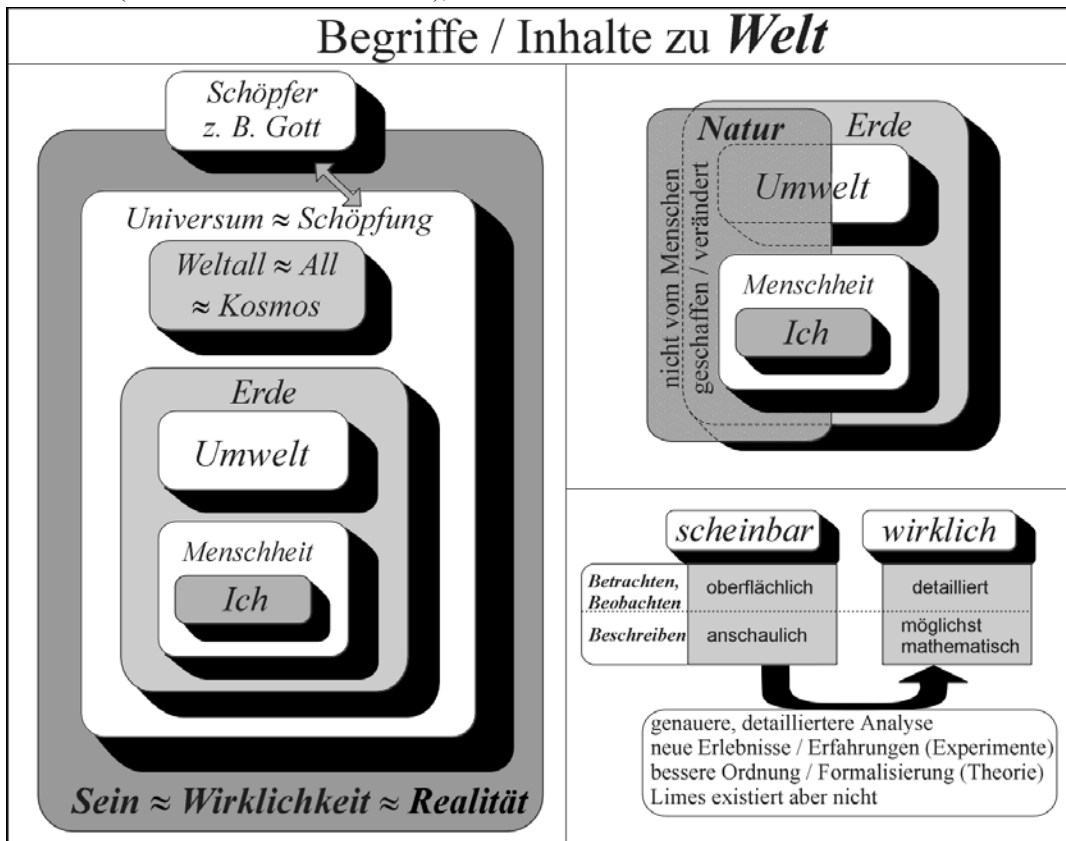 Begriffe / Inhalte zu Welt
Schöpfer
z. B. Gott
Universum ≈ Schöpfung
Weltall ≈ All
≈ Kosmos
Erde
Umwelt
Menschheit
Ich
Sein ≈ Wirklichkeit ≈ Realität
Natur
Erde
Umwelt
nicht vom Menschen
geschaffen / verändert
Menschheit
Ich
scheinbar
wirklich
Betrachten,
Beobachten
oberflächlich
detailliert
Beschreiben
anschaulich
möglichst
mathematisch
genauere, detailliertere Analyse
neue Erlebnisse / Erfahrungen (Experimente)
bessere Ordnung / Formalisierung (Theorie)
Limes existiert aber nicht